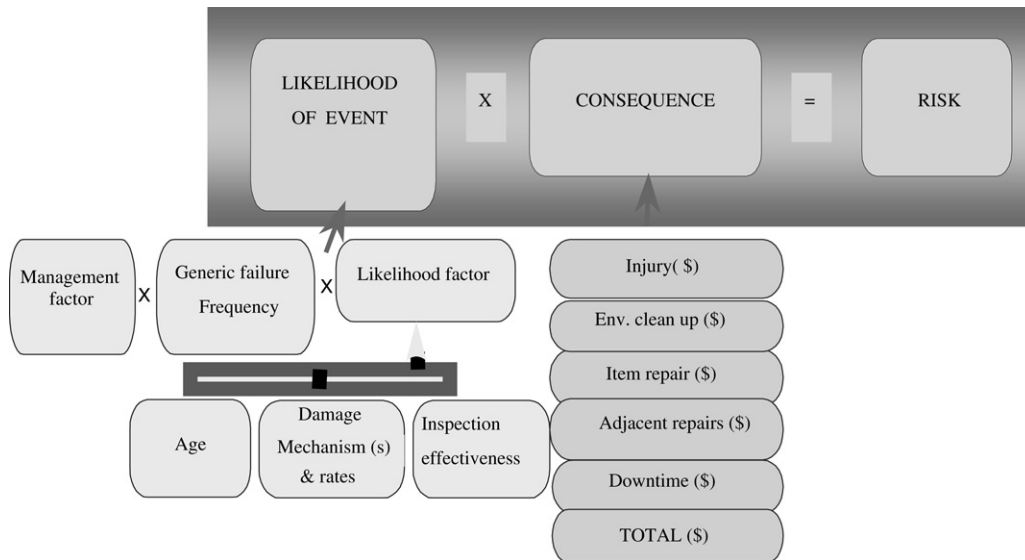 LIKELIHOOD
OF EVENT
X
CONSEQUENCE
=
RISK
Management
factor
X
Generic failure
Frequency
X
Likelihood factor
Age
Damage
Mechanism (s)
& rates
Inspection
effectiveness
Injury( $)
Env. clean up ($)
Item repair ($)
Adjacent repairs ($)
Downtime ($)
TOTAL ($)